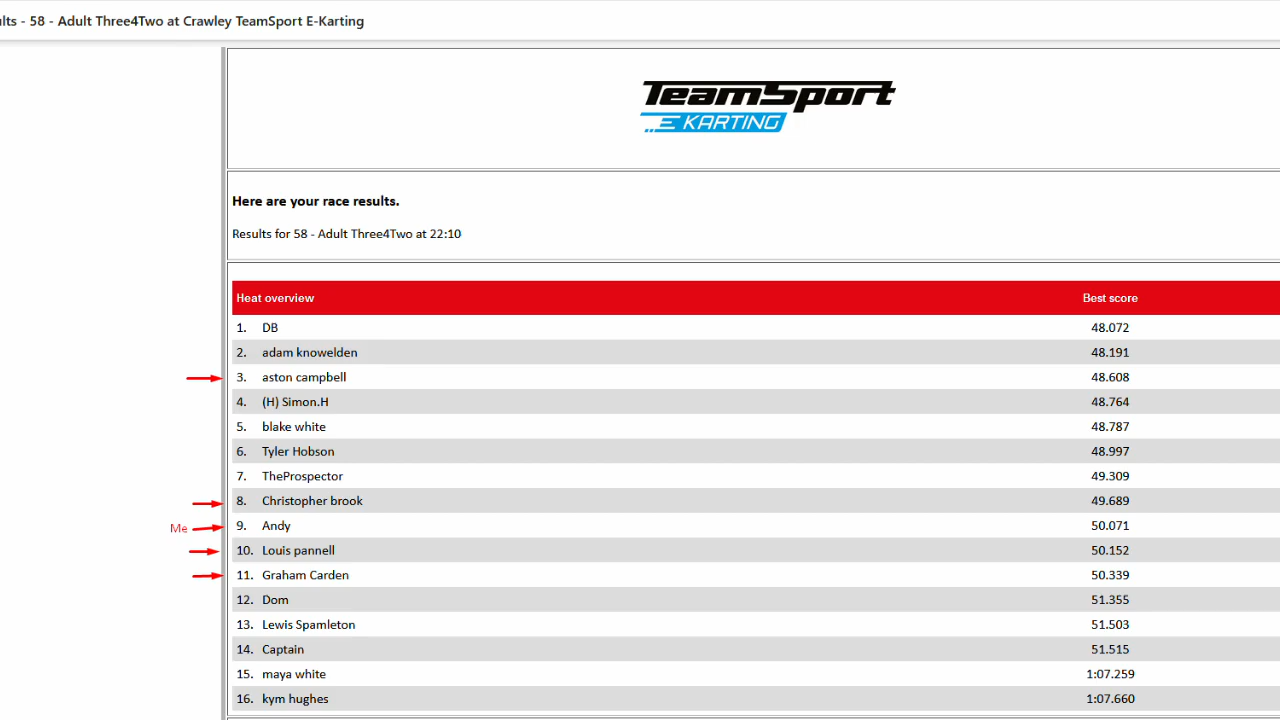 lts - 58 - Adult Three4Two at Crawley TeamSport E-Karting
TeamSport
E KARTING
Here are your race results.
Results for 58 - Adult Three4Two at 22:10
Heat overview Best score
1. DB 48.072
2. adam knowelden 48.191
3. aston campbell 48.608
4. (H) Simon.H 48.764
5. blake white 48.787
6. Tyler Hobson 48.997
7. TheProspector 49.309
8. Christopher brook 49.689
Me 9. Andy 50.071
10. Louis pannell 50.152
11. Graham Carden 50.339
12. Dom 51.355
13. Lewis Spamleton 51.503
14. Captain 51.515
15. maya white 1:07.259
16. kym hughes 1:07.660